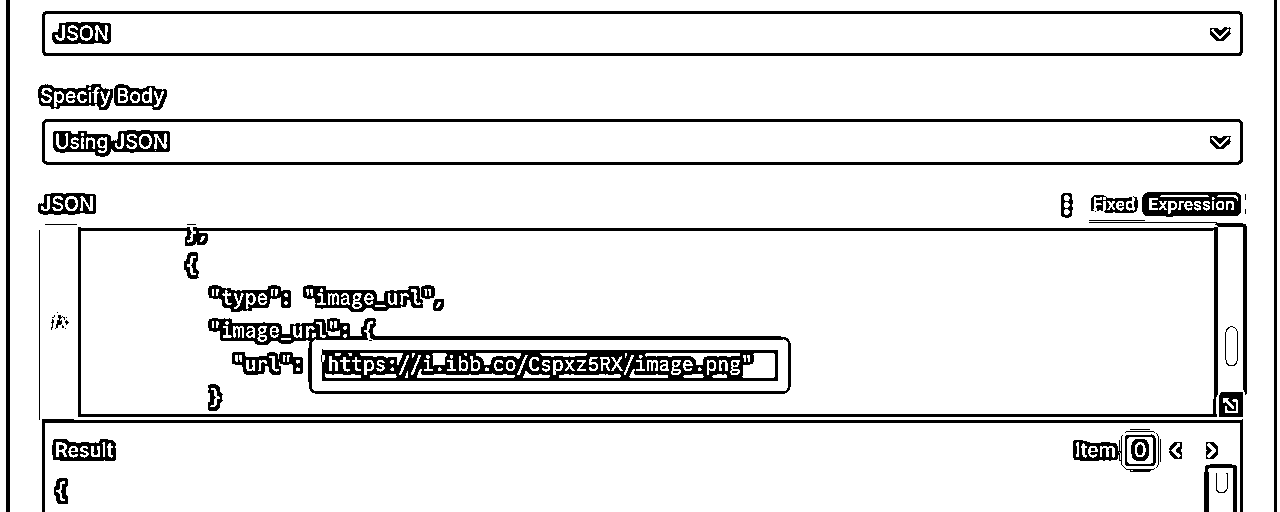 JSON
Specify Body
Using JSON
JSON
Fixed Expression
},
{
"type": "image_url",
"image_url": {
"url": "https://i.ibb.co/Cspxz5RX/image.png"
}
Result
Item 0
{